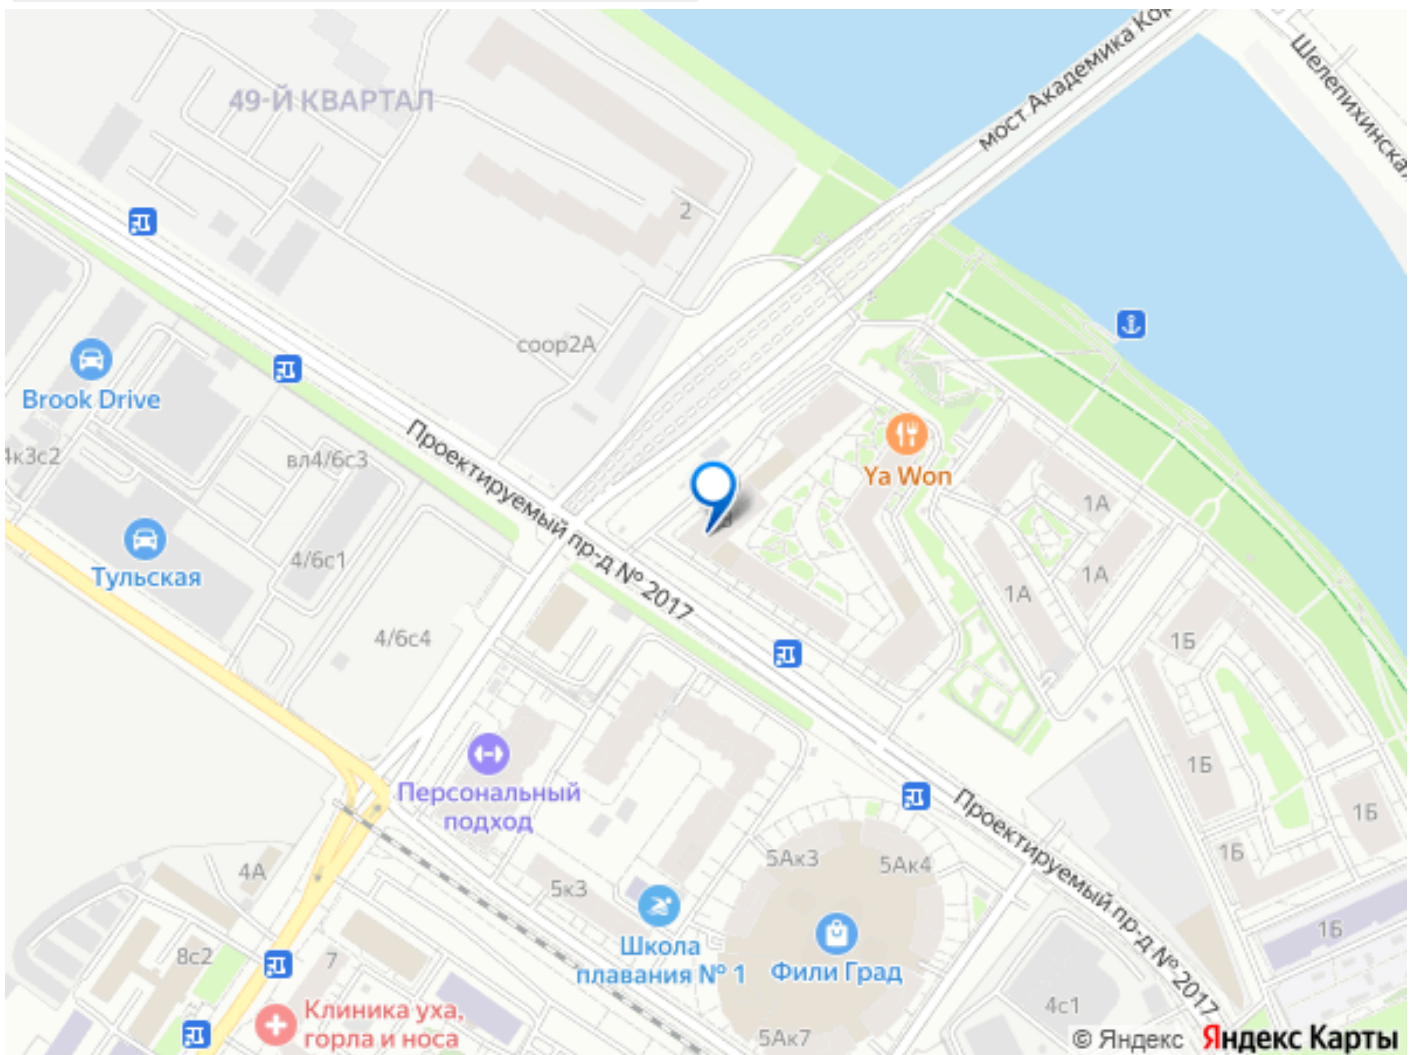 мост Академика Кор
Шелепихинская
49-Й КВАРТАЛ
2
соор2А
Brook Drive
4к3с2
вл4/6с3
Проектируемый пр-д № 2017
Ya Won
1А
Тульская
4/6с1
1А
1А
4/6с4
1Б
Персональный
подход
1Б
Проектируемый пр-д № 2017
1Б
1Б
4А
5к3
5Ак3
5Ак4
Школа
плавания № 1
Фили Град
1Б
8с2
7
Клиника уха,
горла и носа
4с1
5Ак7
© Яндекс Яндекс Карты